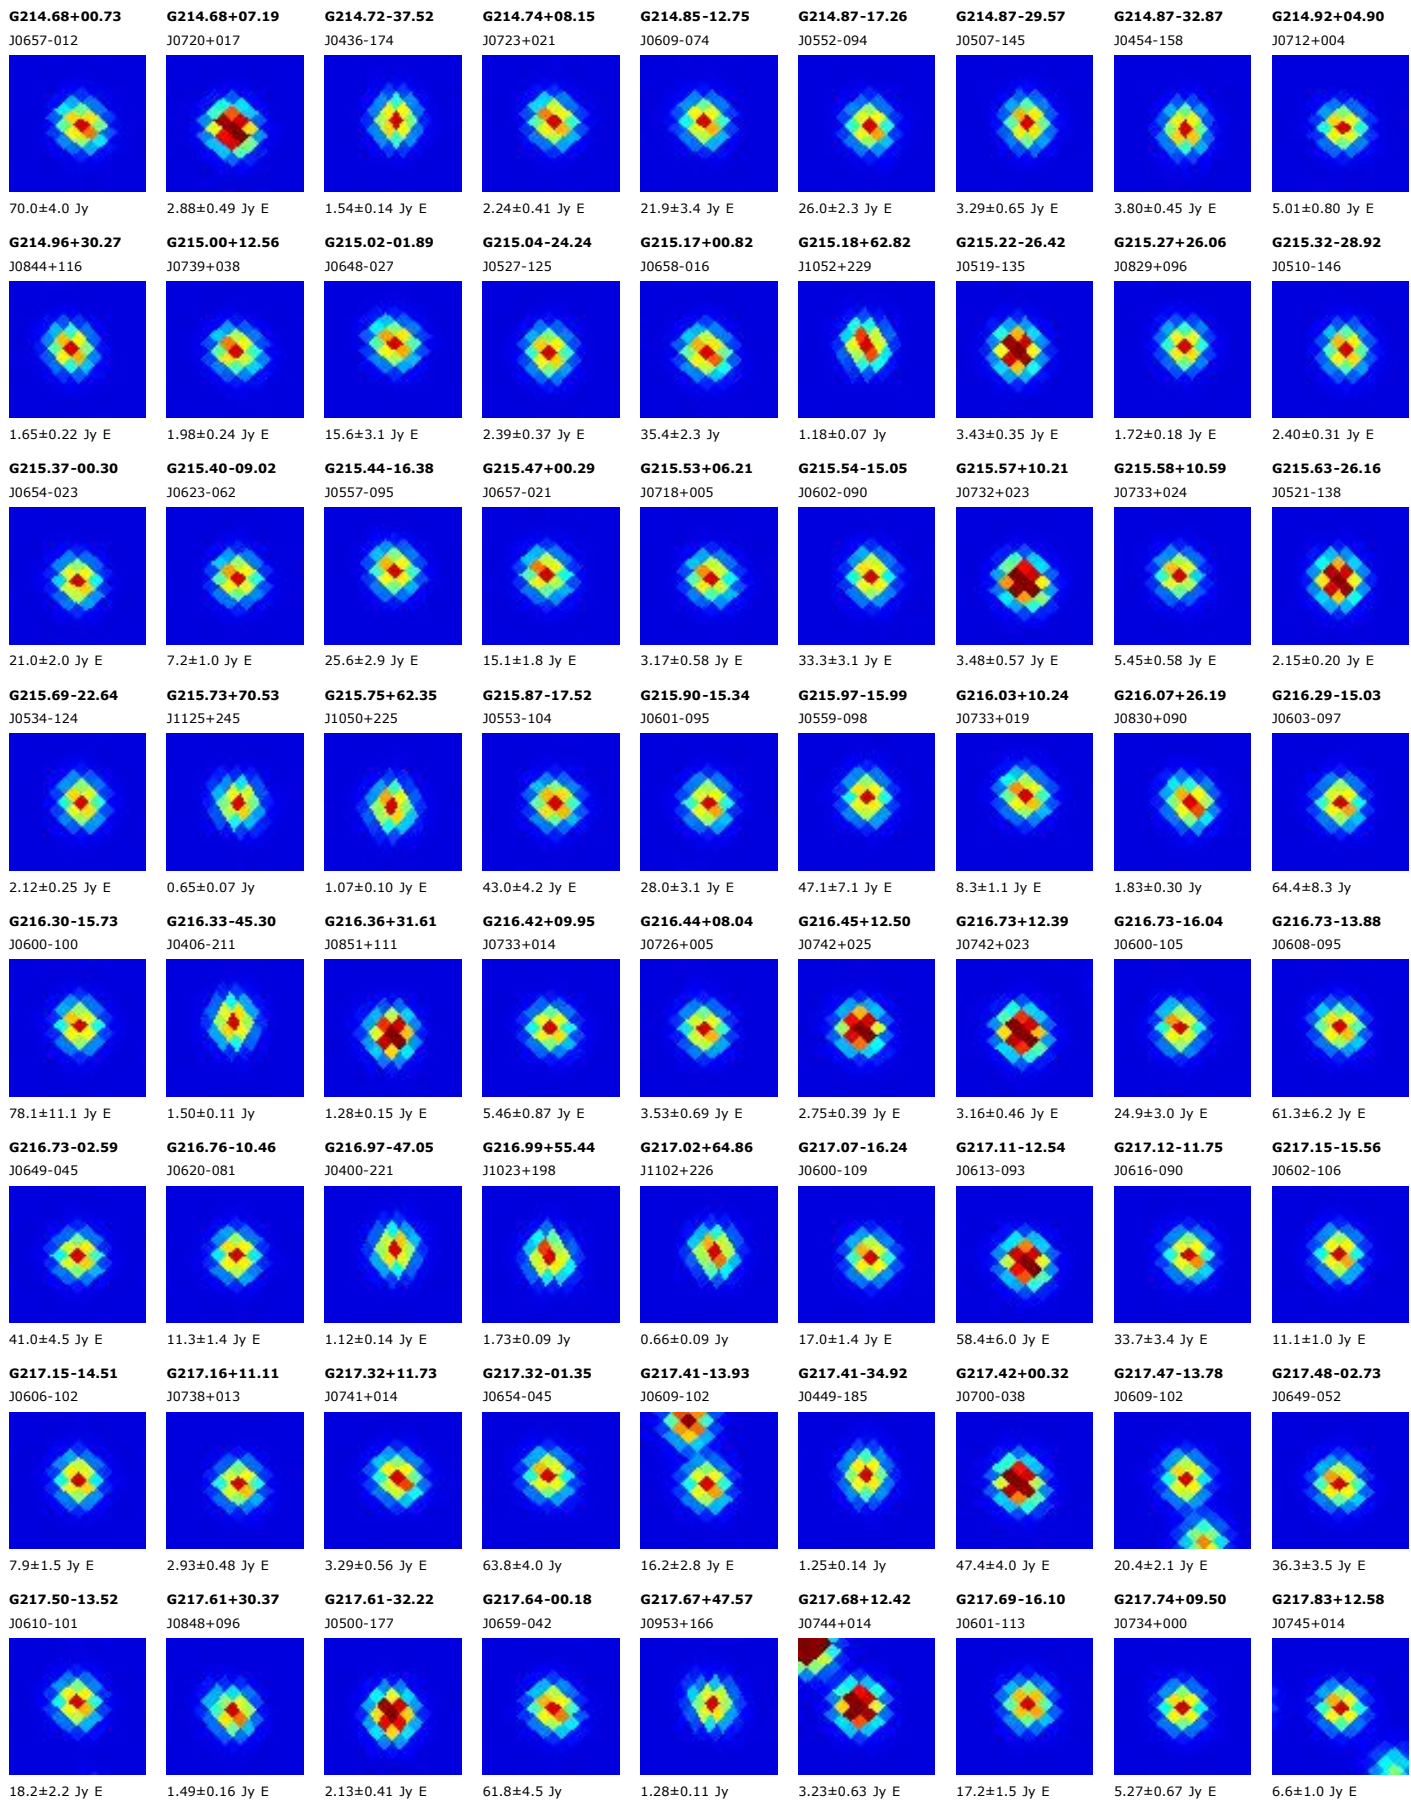 G214.68+00.73 G214.68+07.19 G214.72-37.52 G214.74+08.15 G214.85-12.75 G214.87-17.26 G214.87-29.57 G214.87-32.87 G214.92+04.90
J0657-012 J0720+017 J0436-174 J0723+021 J0609-074 J0552-094 J0507-145 J0454-158 J0712+004
70.0±4.0 Jy 2.88±0.49 Jy E 1.54±0.14 Jy E 2.24±0.41 Jy E 21.9±3.4 Jy E 26.0±2.3 Jy E 3.29±0.65 Jy E 3.80±0.45 Jy E 5.01±0.80 Jy E
G214.96+30.27 G215.00+12.56 G215.02-01.89 G215.04-24.24 G215.17+00.82 G215.18+62.82 G215.22-26.42 G215.27+26.06 G215.32-28.92
J0844+116 J0739+038 J0648-027 J0527-125 J0658-016 J1052+229 J0519-135 J0829+096 J0510-146
1.65±0.22 Jy E 1.98±0.24 Jy E 15.6±3.1 Jy E 2.39±0.37 Jy E 35.4±2.3 Jy 1.18±0.07 Jy 3.43±0.35 Jy E 1.72±0.18 Jy E 2.40±0.31 Jy E
G215.37-00.30 G215.40-09.02 G215.44-16.38 G215.47+00.29 G215.53+06.21 G215.54-15.05 G215.57+10.21 G215.58+10.59 G215.63-26.16
J0654-023 J0623-062 J0557-095 J0657-021 J0718+005 J0602-090 J0732+023 J0733+024 J0521-138
21.0±2.0 Jy E 7.2±1.0 Jy E 25.6±2.9 Jy E 15.1±1.8 Jy E 3.17±0.58 Jy E 33.3±3.1 Jy E 3.48±0.57 Jy E 5.45±0.58 Jy E 2.15±0.20 Jy E
G215.69-22.64 G215.73+70.53 G215.75+62.35 G215.87-17.52 G215.90-15.34 G215.97-15.99 G216.03+10.24 G216.07+26.19 G216.29-15.03
J0534-124 J1125+245 J1050+225 J0553-104 J0601-095 J0559-098 J0733+019 J0830+090 J0603-097
2.12±0.25 Jy E 0.65±0.07 Jy 1.07±0.10 Jy E 43.0±4.2 Jy E 28.0±3.1 Jy E 47.1±7.1 Jy E 8.3±1.1 Jy E 1.83±0.30 Jy 64.4±8.3 Jy
G216.30-15.73 G216.33-45.30 G216.36+31.61 G216.42+09.95 G216.44+08.04 G216.45+12.50 G216.73+12.39 G216.73-16.04 G216.73-13.88
J0600-100 J0406-211 J0851+111 J0733+014 J0726+005 J0742+025 J0742+023 J0600-105 J0608-095
78.1±11.1 Jy E 1.50±0.11 Jy 1.28±0.15 Jy E 5.46±0.87 Jy E 3.53±0.69 Jy E 2.75±0.39 Jy E 3.16±0.46 Jy E 24.9±3.0 Jy E 61.3±6.2 Jy E
G216.73-02.59 G216.76-10.46 G216.97-47.05 G216.99+55.44 G217.02+64.86 G217.07-16.24 G217.11-12.54 G217.12-11.75 G217.15-15.56
J0649-045 J0620-081 J0400-221 J1023+198 J1102+226 J0600-109 J0613-093 J0616-090 J0602-106
41.0±4.5 Jy E 11.3±1.4 Jy E 1.12±0.14 Jy E 1.73±0.09 Jy 0.66±0.09 Jy 17.0±1.4 Jy E 58.4±6.0 Jy E 33.7±3.4 Jy E 11.1±1.0 Jy E
G217.15-14.51 G217.16+11.11 G217.32+11.73 G217.32-01.35 G217.41-13.93 G217.41-34.92 G217.42+00.32 G217.47-13.78 G217.48-02.73
J0606-102 J0738+013 J0741+014 J0654-045 J0609-102 J0449-185 J0700-038 J0609-102 J0649-052
7.9±1.5 Jy E 2.93±0.48 Jy E 3.29±0.56 Jy E 63.8±4.0 Jy 16.2±2.8 Jy E 1.25±0.14 Jy 47.4±4.0 Jy E 20.4±2.1 Jy E 36.3±3.5 Jy E
G217.50-13.52 G217.61+30.37 G217.61-32.22 G217.64-00.18 G217.67+47.57 G217.68+12.42 G217.69-16.10 G217.74+09.50 G217.83+12.58
J0610-101 J0848+096 J0500-177 J0659-042 J0953+166 J0744+014 J0601-113 J0734+000 J0745+014
18.2±2.2 Jy E 1.49±0.16 Jy E 2.13±0.41 Jy E 61.8±4.5 Jy 1.28±0.11 Jy 3.23±0.63 Jy E 17.2±1.5 Jy E 5.27±0.67 Jy E 6.6±1.0 Jy E